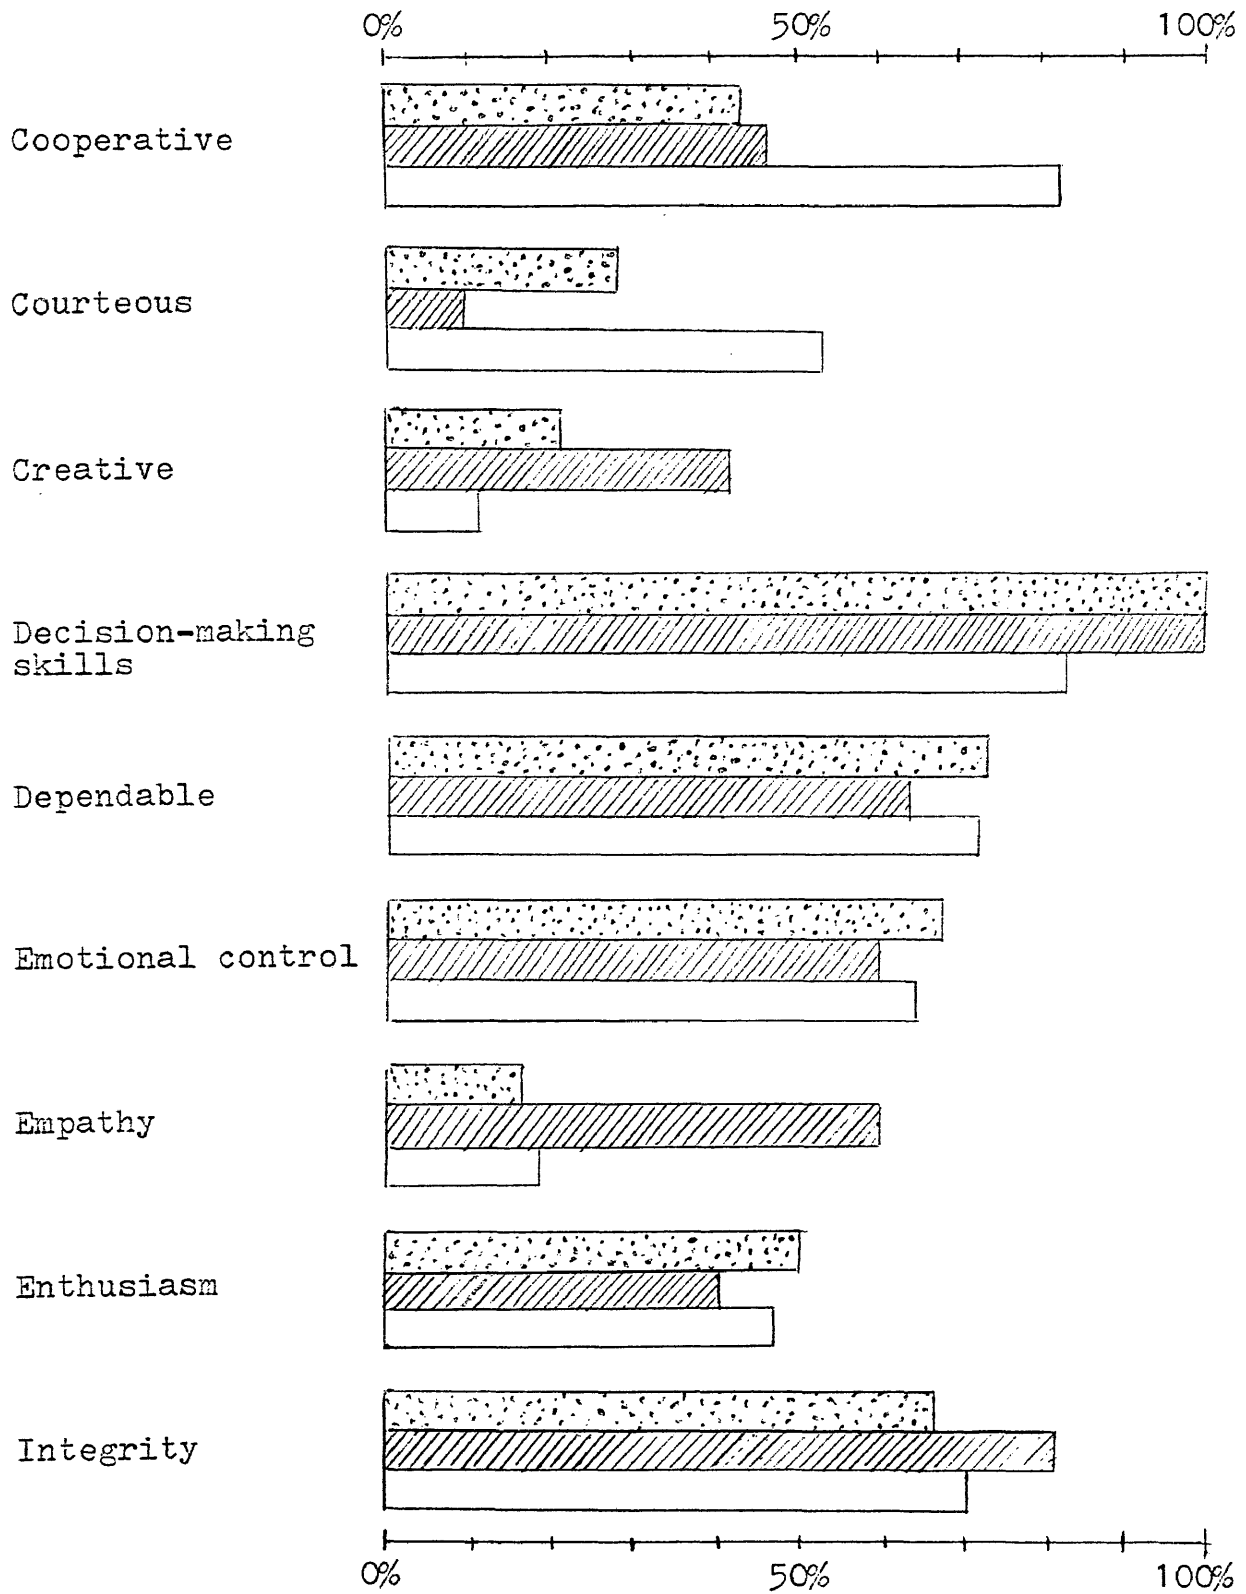 0% 50% 100%
Cooperative
Courteous
Creative
Decision-making
skills
Dependable
Emotional control
Empathy
Enthusiasm
Integrity
0% 50% 100%